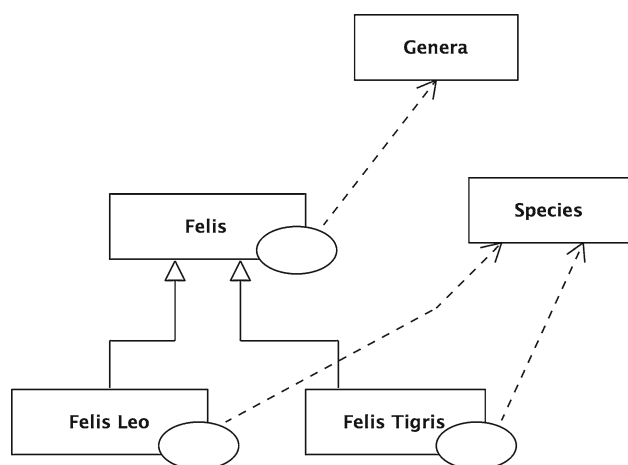 Genera
Species
Felis
Felis Leo
Felis Tigris